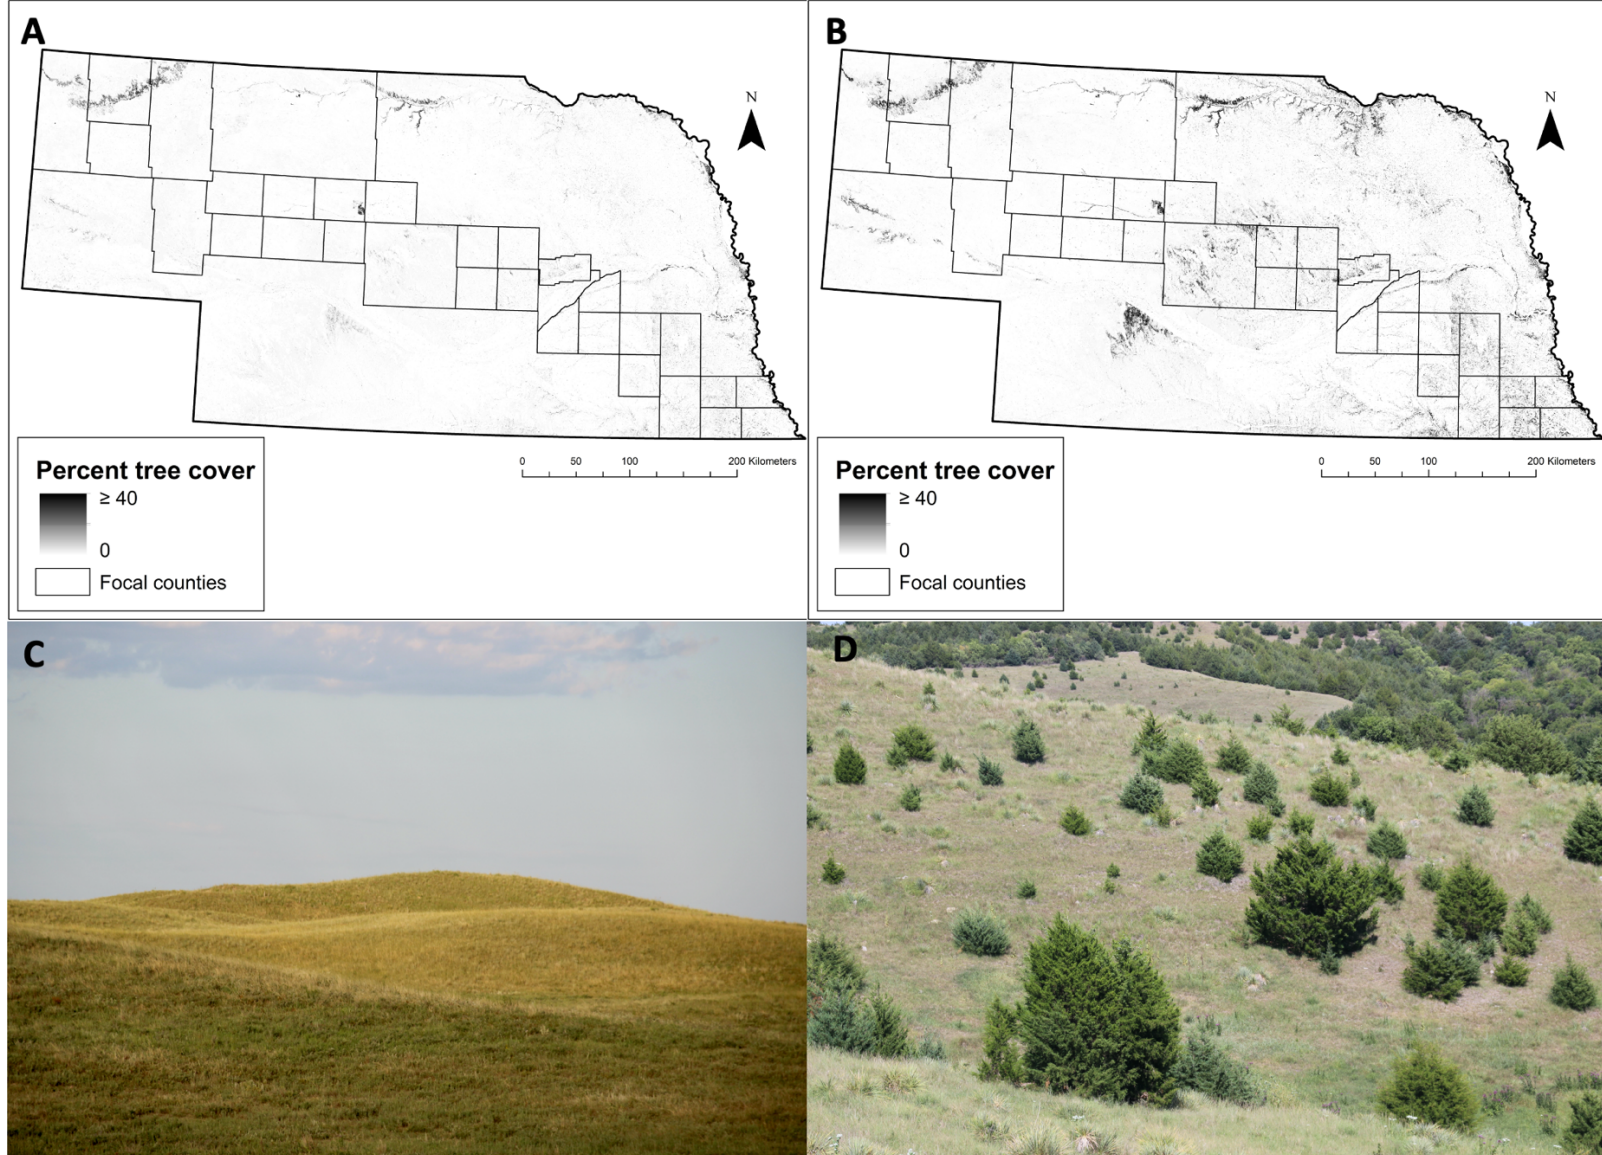 A
N
0 50 100 200 Kilometers
Percent tree cover
≥ 40
0
Focal counties
B
N
0 50 100 200 Kilometers
Percent tree cover
≥ 40
0
Focal counties
C
D